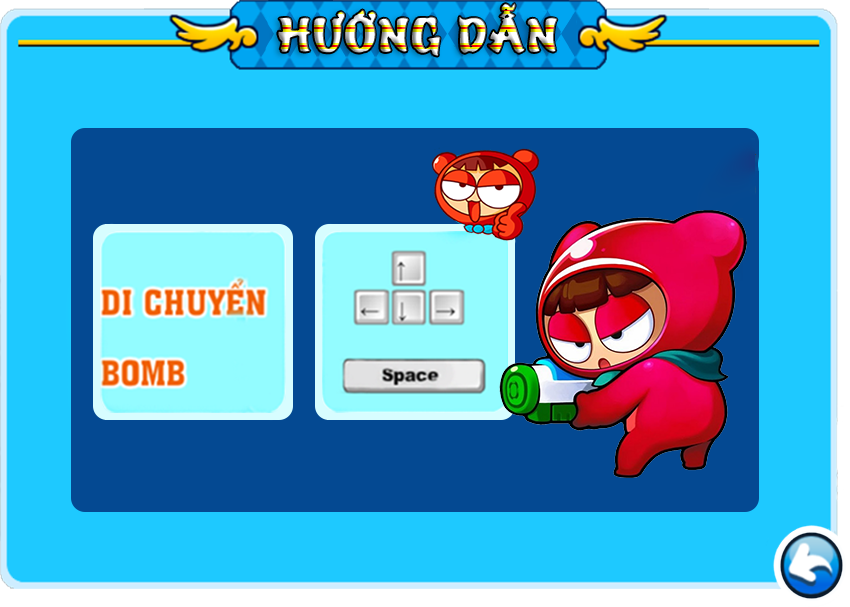 HƯỚNG DẪN
DI CHUYỂN
↑
← ↓ →
BOMB
Space